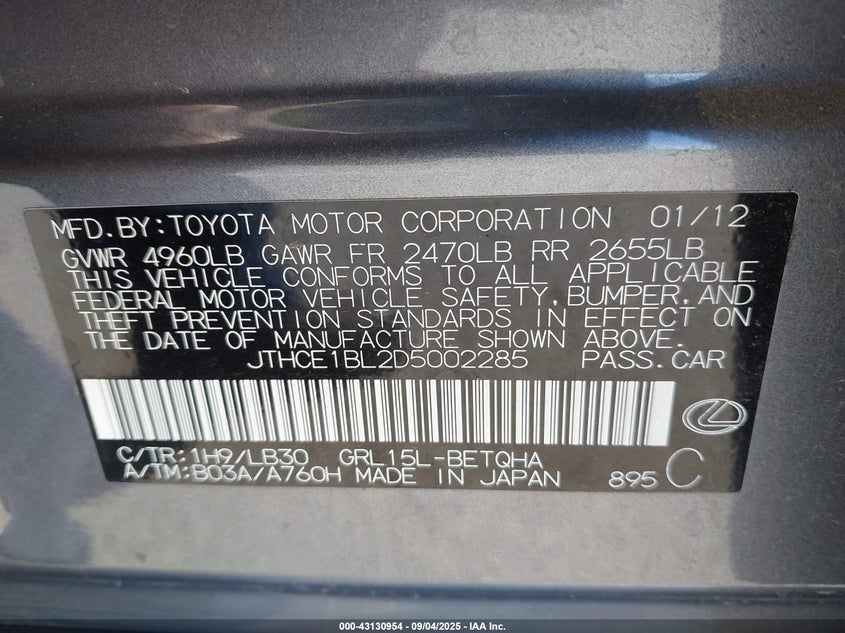 MFD.BY:TOYOTA MOTOR CORPORATION 01/12
GVWR 4960LB GAWR FR 2470LB RR 2655LB
THIS VEHICLE CONFORMS TO ALL APPLICABLE
FEDERAL MOTOR VEHICLE SAFETY,BUMPER,AND
THEFT PREVENTION STANDARDS IN EFFECT ON
THE DATE OF MANUFACTURE SHOWN ABOVE.
JTHCE1BL2D5002285 PASS.CAR
C/TR:1H9/LB30 GRL15L-BETQHA
A/TM:B03A/A760H MADE IN JAPAN 895 C
000-43130954 - 09/04/2025 - IAA Inc.